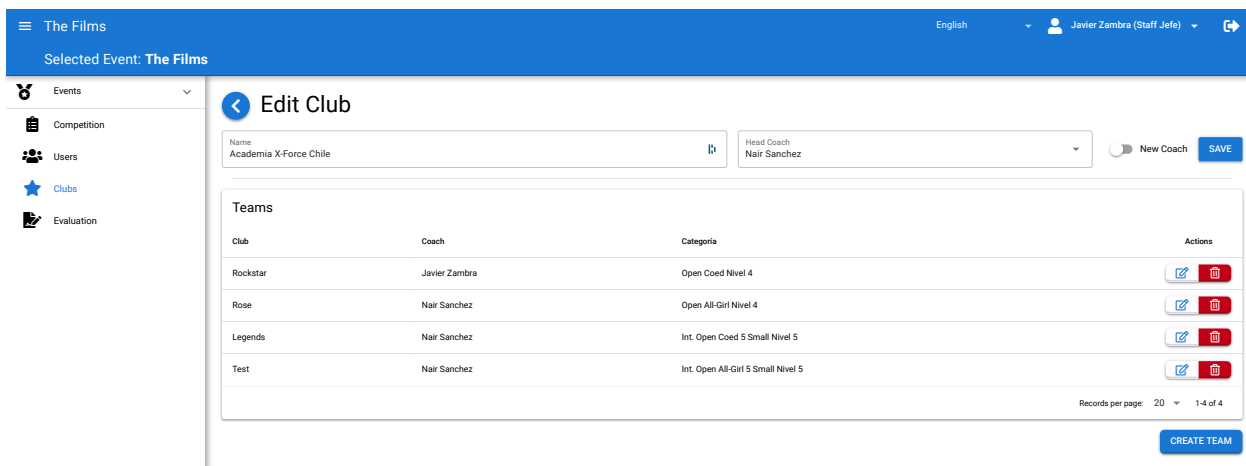 The Films
English
Javier Zambra (Staff Jefe)
Selected Event: The Films
Events
Competition
Users
Clubs
Evaluation
Edit Club
Name
Academia X-Force Chile
Head Coach
Nair Sanchez
New Coach
SAVE
Teams
Club Coach Categoría Actions
Rockstar Javier Zambra Open Coed Nivel 4
Rose Nair Sanchez Open All-Girl Nivel 4
Legends Nair Sanchez Int. Open Coed 5 Small Nivel 5
Test Nair Sanchez Int. Open All-Girl 5 Small Nivel 5
Records per page: 20 1-4 of 4
CREATE TEAM